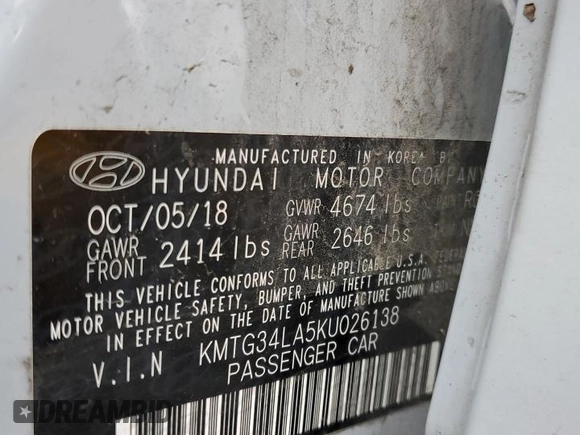 MANUFACTURED IN KOREA BY
HYUNDAI MOTOR COMPANY
OCT/05/18 GVWR 4674 lbs
GAWR FRONT 2414 lbs GAWR REAR 2646 lbs
THIS VEHICLE CONFORMS TO ALL APPLICABLE U.S.A. FEDERAL
MOTOR VEHICLE SAFETY, BUMPER, AND THEFT PREVENTION
IN EFFECT ON THE DATE OF MANUFACTURE SHOWN
V.I.N KMTG34LA5KU026138
PASSENGER CAR
DREAMBID